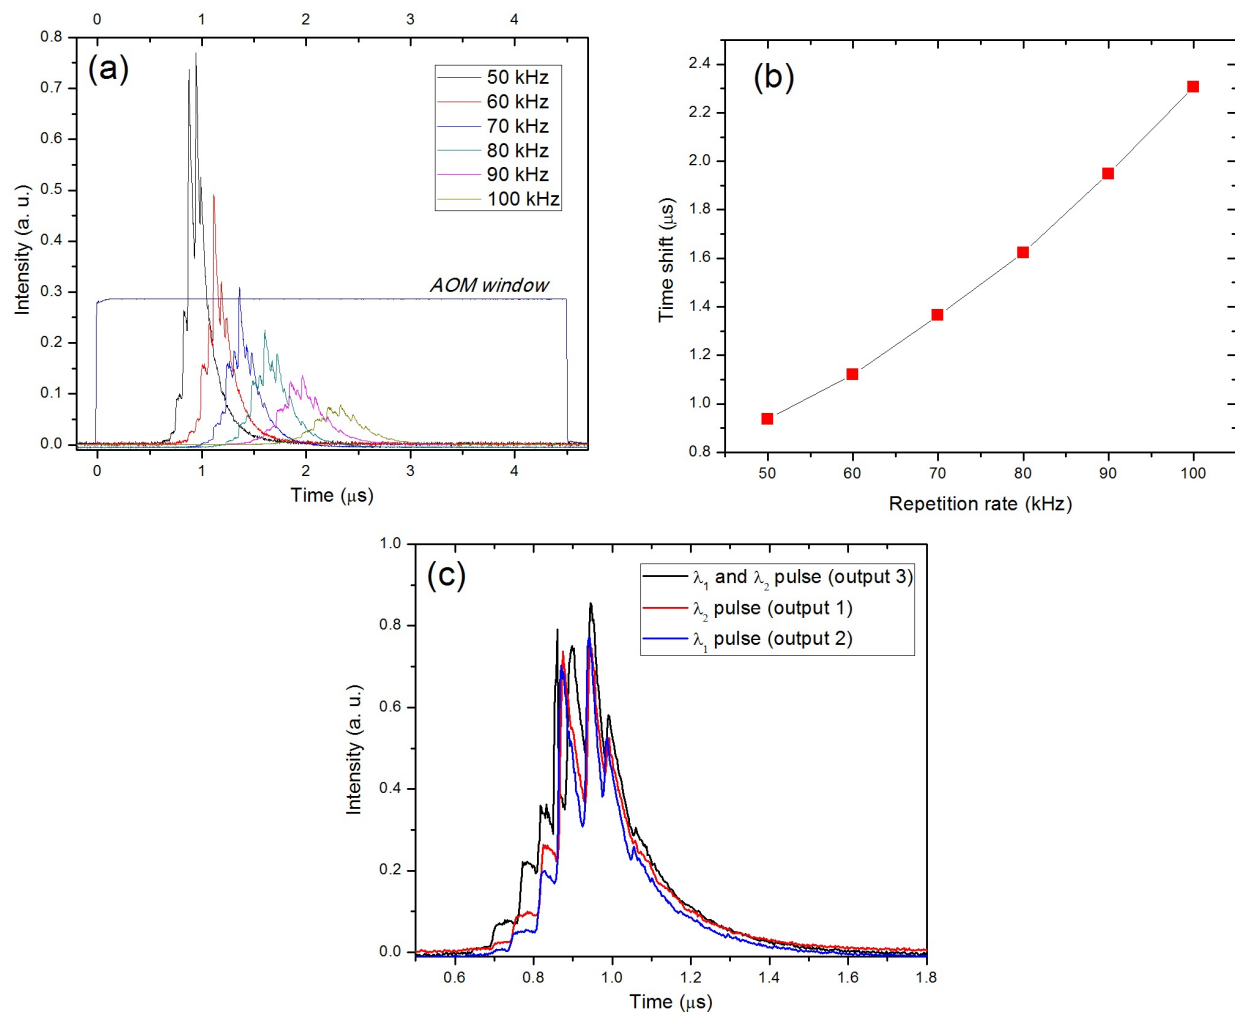 0 1 2 3 4
(a)
0.8
0.7
0.6
0.5
0.4
0.3
0.2
0.1
0.0
Intensity (a. u.)
50 kHz
60 kHz
70 kHz
80 kHz
90 kHz
100 kHz
AOM window
0 1 2 3 4
Time (μs)
(b)
2.4
2.2
2.0
1.8
1.6
1.4
1.2
1.0
0.8
Time shift (μs)
50 60 70 80 90 100
Repetition rate (kHz)
(c)
1.0
0.8
0.6
0.4
0.2
0.0
Intensity (a. u.)
λ₁ and λ₂ pulse (output 3)
λ₂ pulse (output 1)
λ₁ pulse (output 2)
0.6 0.8 1.0 1.2 1.4 1.6 1.8
Time (μs)